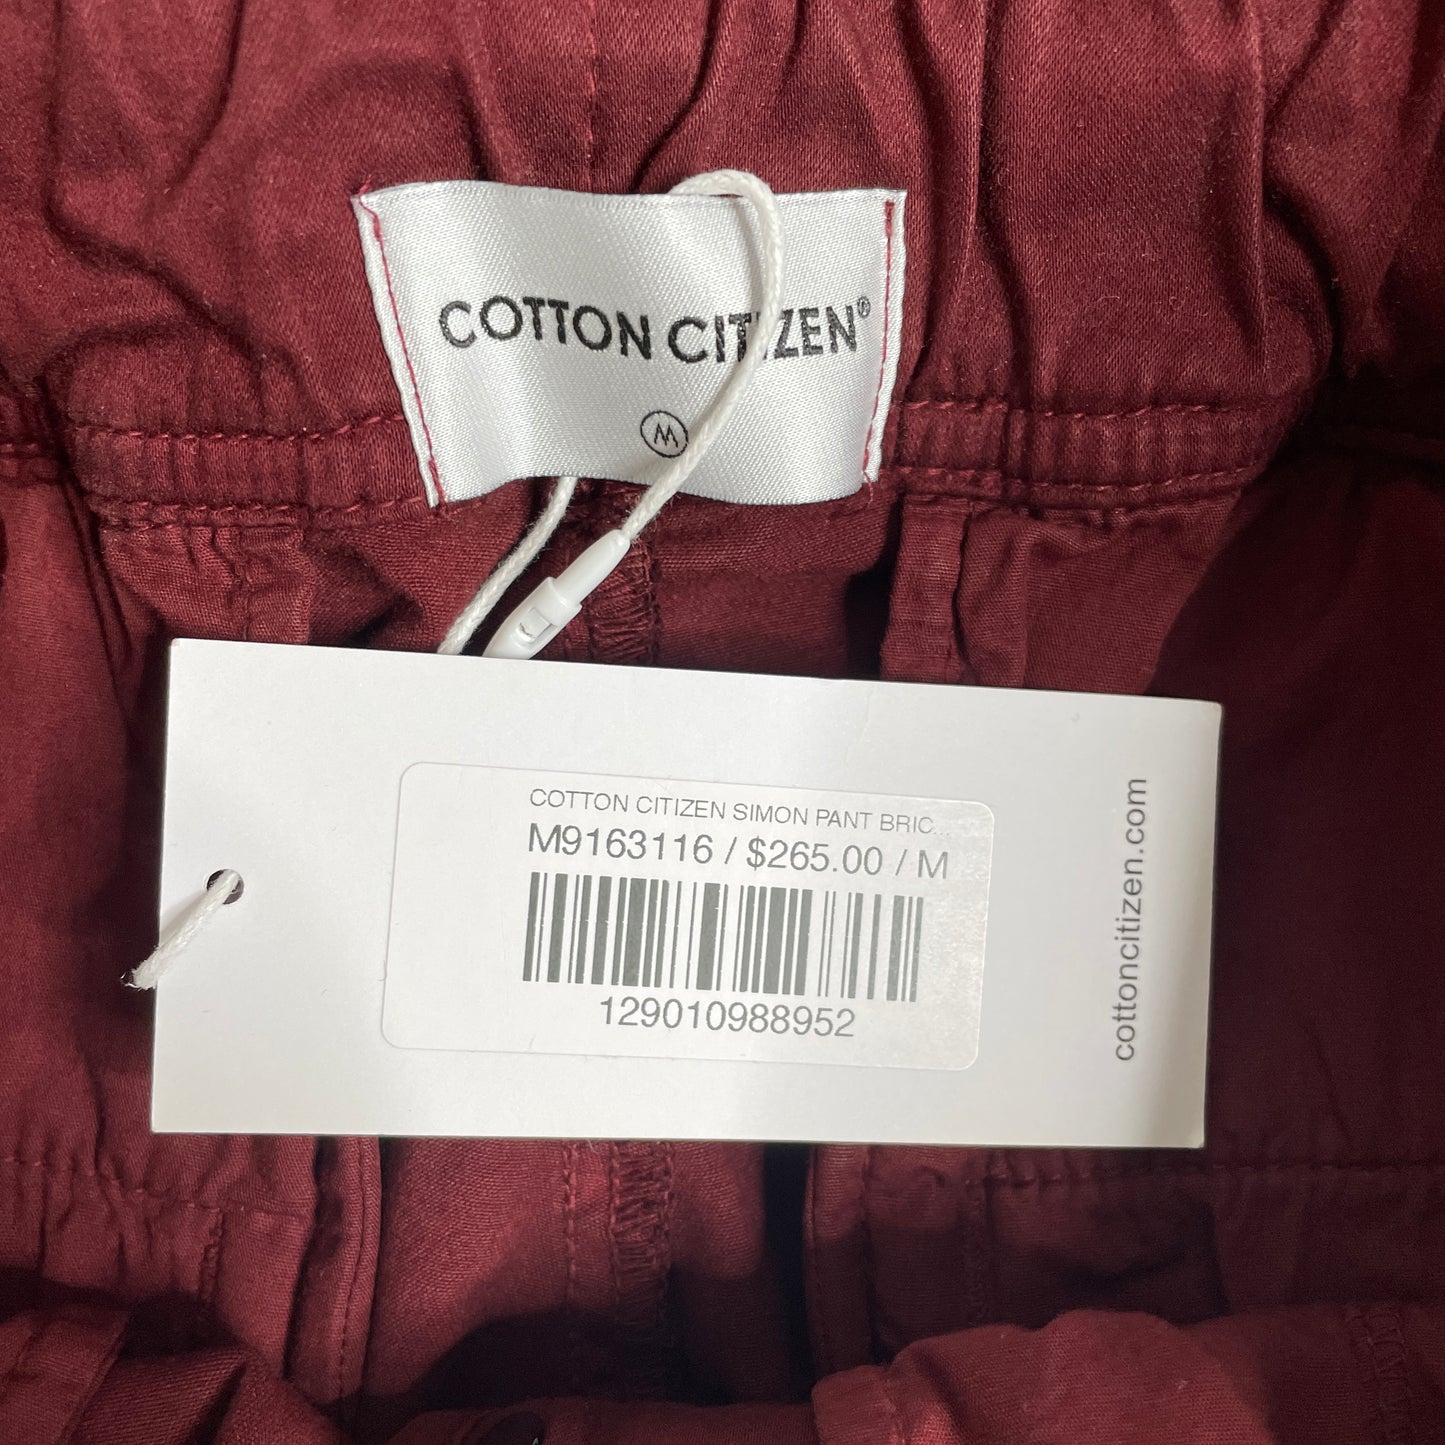 COTTON CITIZEN®
M
COTTON CITIZEN SIMON PANT BRIC...
M9163116 / $265.00 / M
129010988952
cottoncitizen.com